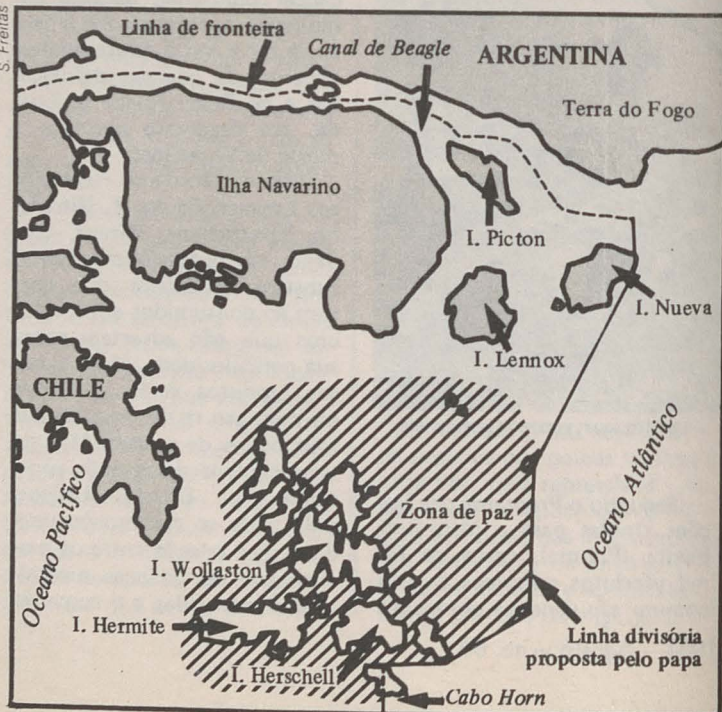 S. Freitas
Linha de fronteira
Canal de Beagle
ARGENTINA
Terra do Fogo
Ilha Navarino
I. Picton
I. Nueva
I. Lennox
CHILE
Oceano Pacífico
Oceano Atlântico
Zona de paz
I. Wollaston
I. Hermite
I. Herschell
Linha divisória
proposta pelo papa
Cabo Horn